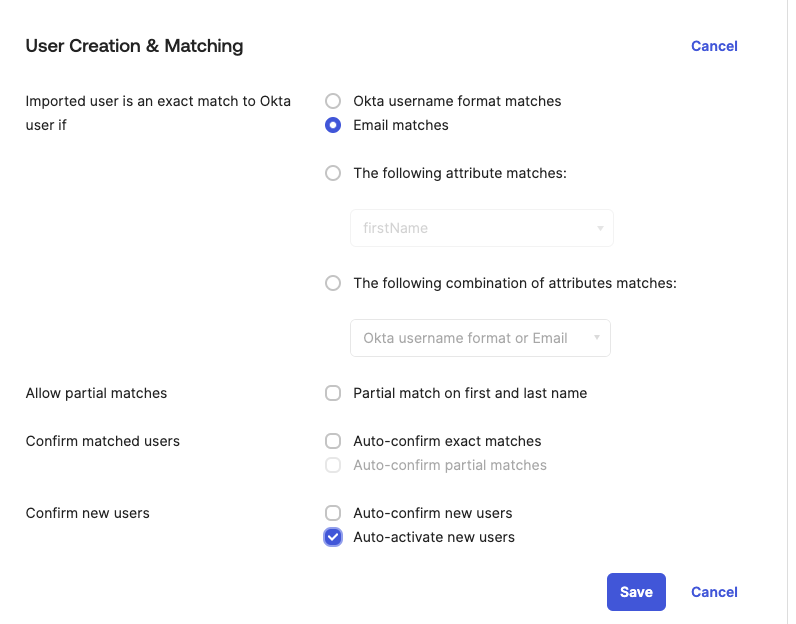 User Creation & Matching
Cancel
Imported user is an exact match to Okta
user if
Okta username format matches
Email matches
The following attribute matches:
firstName
The following combination of attributes matches:
Okta username format or Email
Allow partial matches
Partial match on first and last name
Confirm matched users
Auto-confirm exact matches
Auto-confirm partial matches
Confirm new users
Auto-confirm new users
Auto-activate new users
Save
Cancel